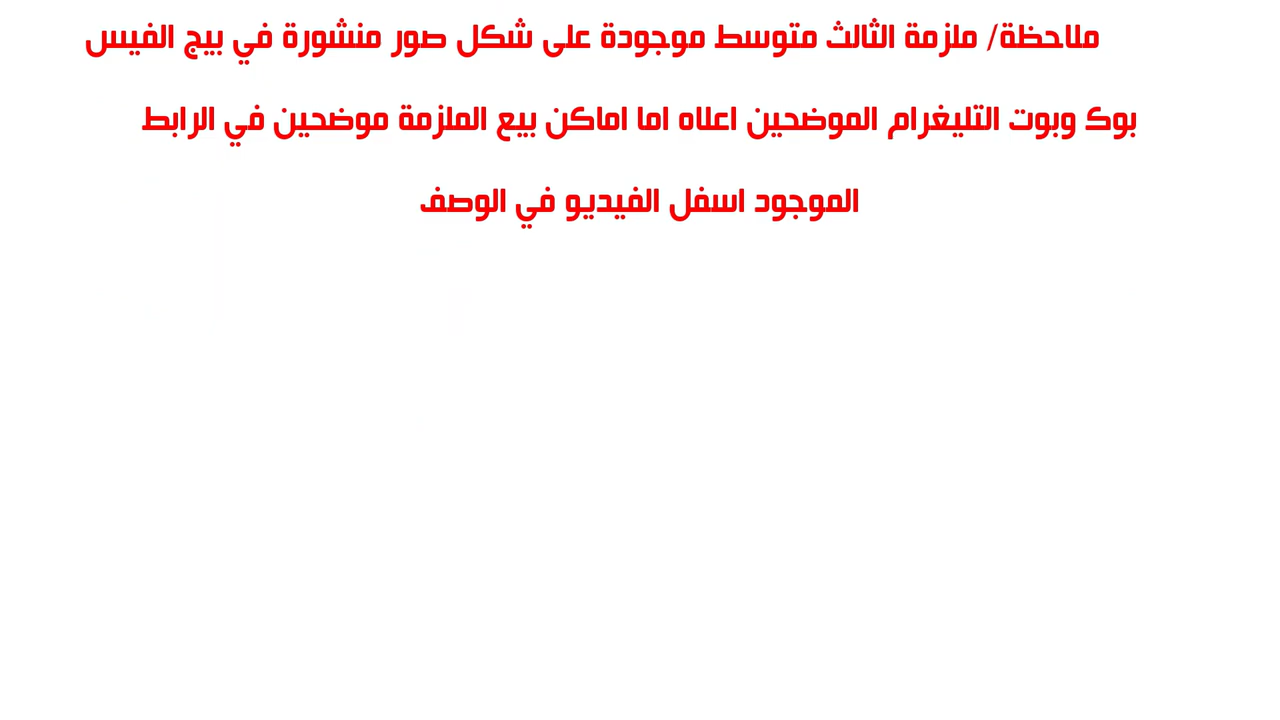 ملاحظة/ ملزمة الثالث متوسط موجودة على شكل صور منشورة في بيج الفيس
بوك وبوت التليغرام الموضحين اعلاه اما اماكن بيع الملزمة موضحين في الرابط
الموجود اسفل الفيديو في الوصف